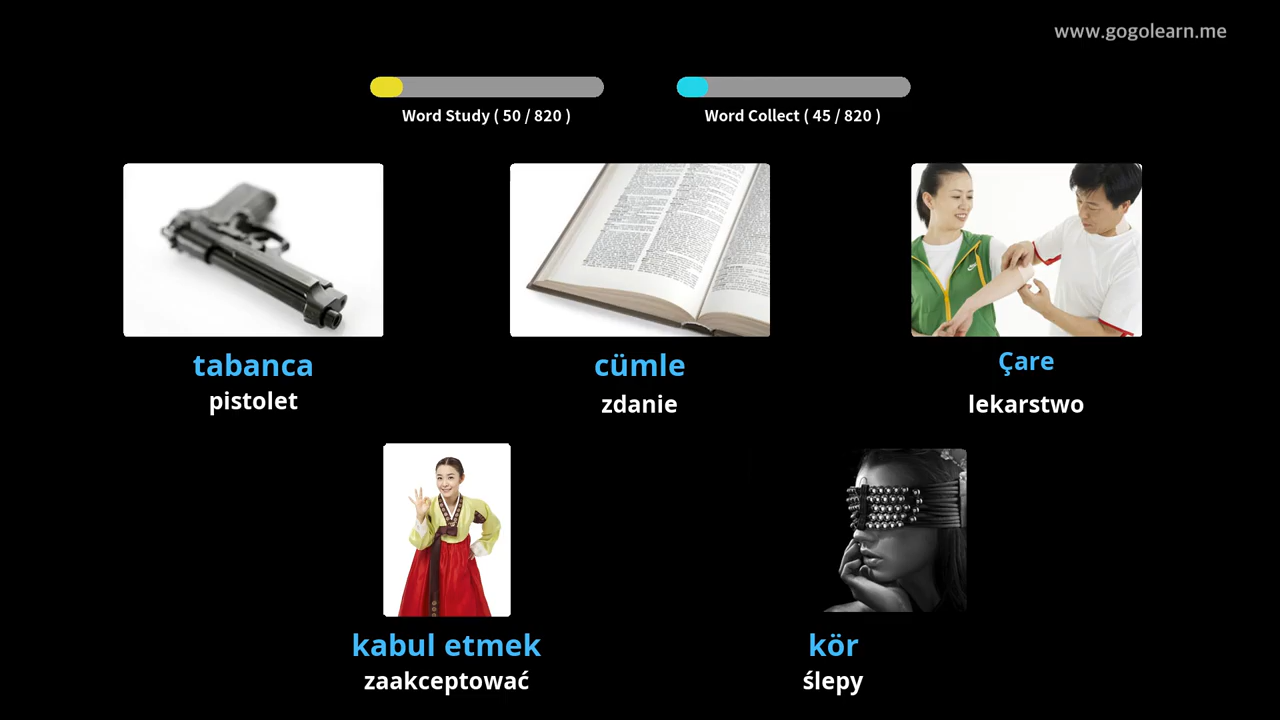 www.gogolearn.me
Word Study ( 50 / 820 )
Word Collect ( 45 / 820 )
tabanca
pistolet
cümle
zdanie
Çare
lekarstwo
kabul etmek
zaakceptować
kör
ślepy